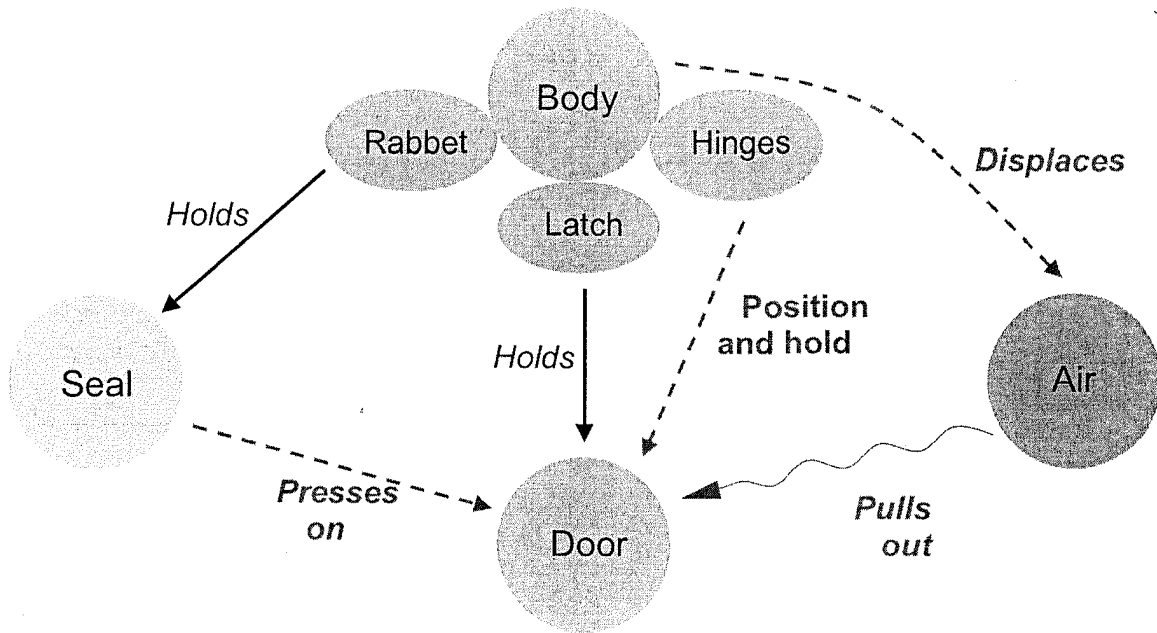 Body
Rabbet
Hinges
Displaces
Holds
Latch
Position
and hold
Holds
Seal
Air
Presses
on
Door
Pulls
out